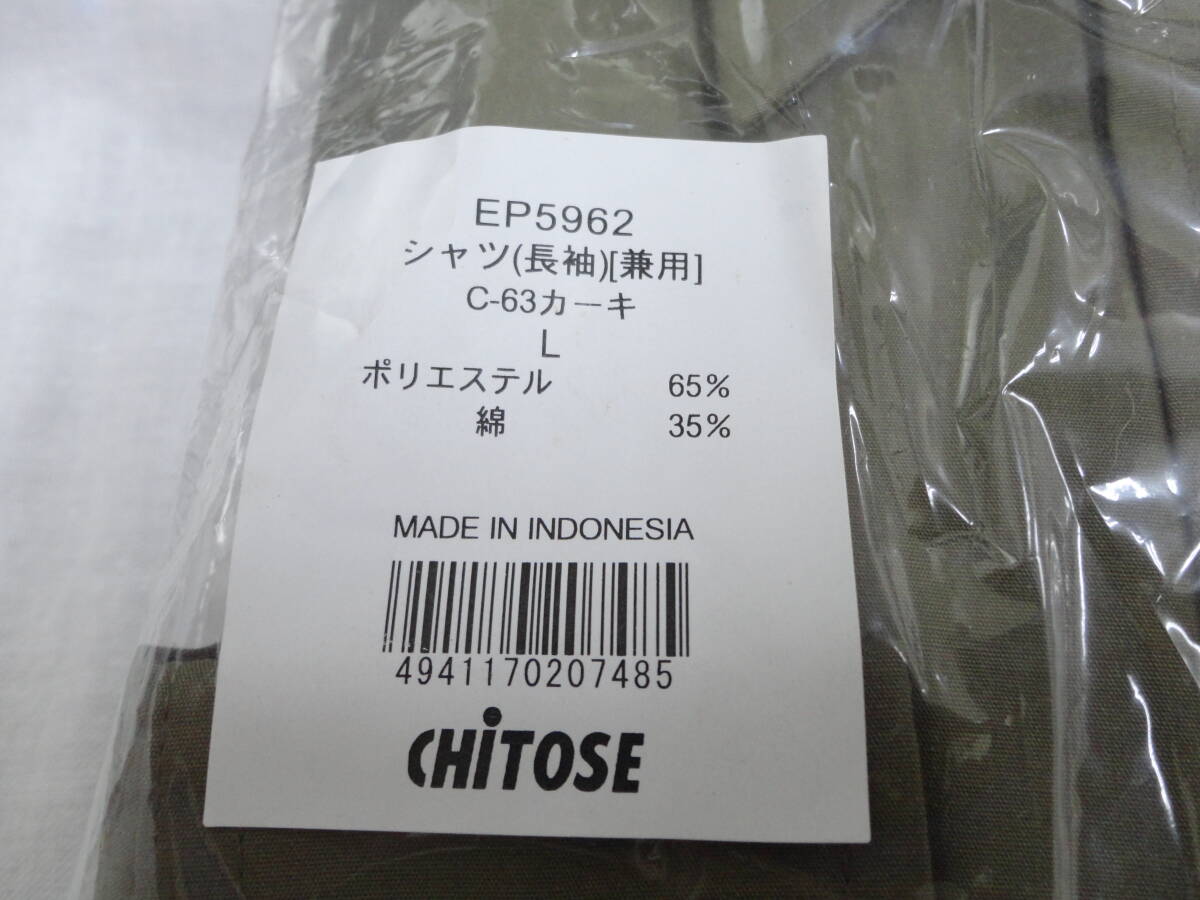 EP5962
シャツ(長袖)[兼用]
C-63カーキ
L
ポリエステル 65%
綿 35%
MADE IN INDONESIA
4941170207485
CHiTOSE